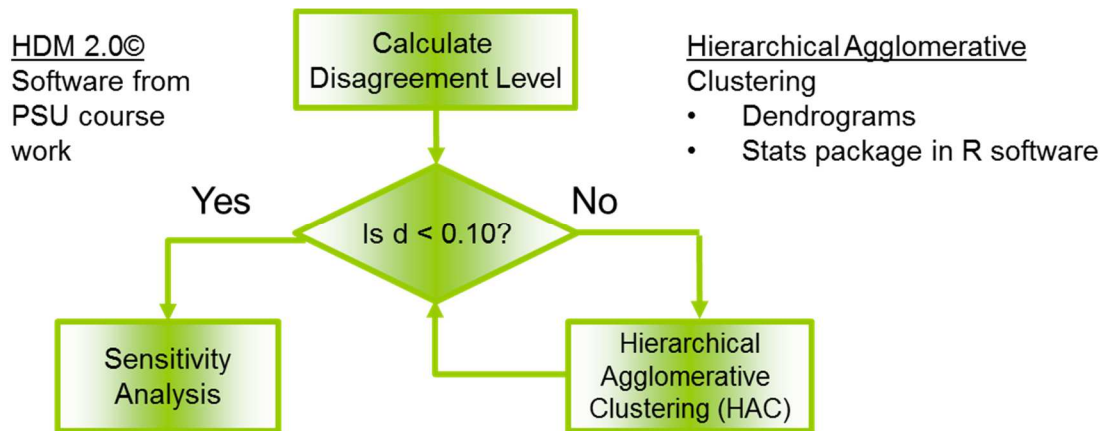 HDM 2.0©
Software from
PSU course
work
Calculate
Disagreement Level
Hierarchical Agglomerative
Clustering
• Dendrograms
• Stats package in R software
Yes
Is d < 0.10?
No
Sensitivity
Analysis
Hierarchical
Agglomerative
Clustering (HAC)